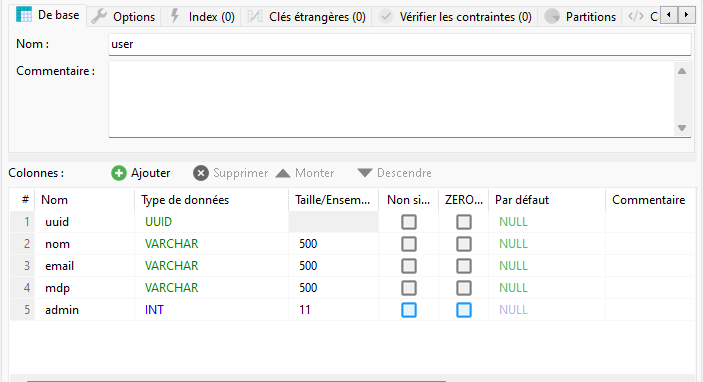 De base Options Index (0) Clés étrangères (0) Vérifier les contraintes (0) Partitions
Nom : user
Commentaire :
Colonnes : Ajouter Supprimer Monter Descendre
# Nom Type de données Taille/Ensem... Non si... ZERO... Par défaut Commentaire
1 uuid UUID NULL
2 nom VARCHAR 500 NULL
3 email VARCHAR 500 NULL
4 mdp VARCHAR 500 NULL
5 admin INT 11 NULL